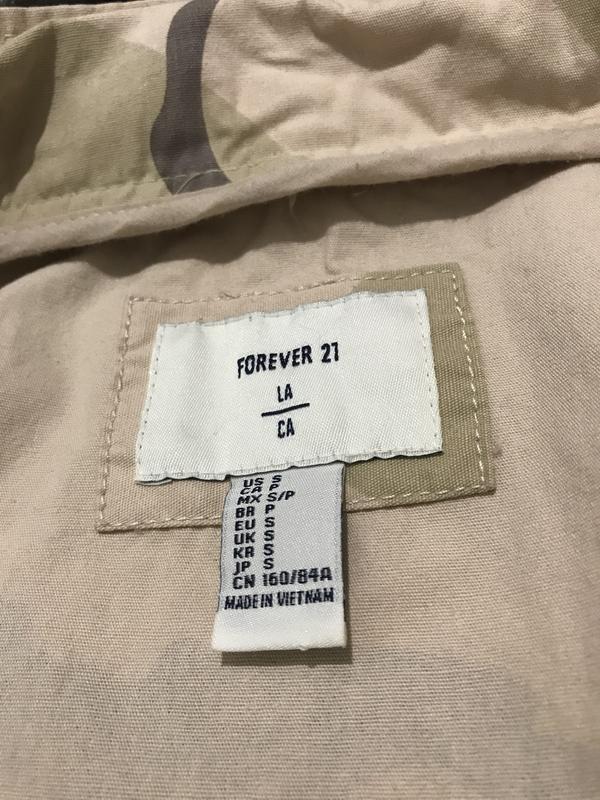 FOREVER 21
LA
CA
US S
CA P
MX S/P
BR P
EU S
UK S
KR S
JP S
CN 160/84A
MADE IN VIETNAM